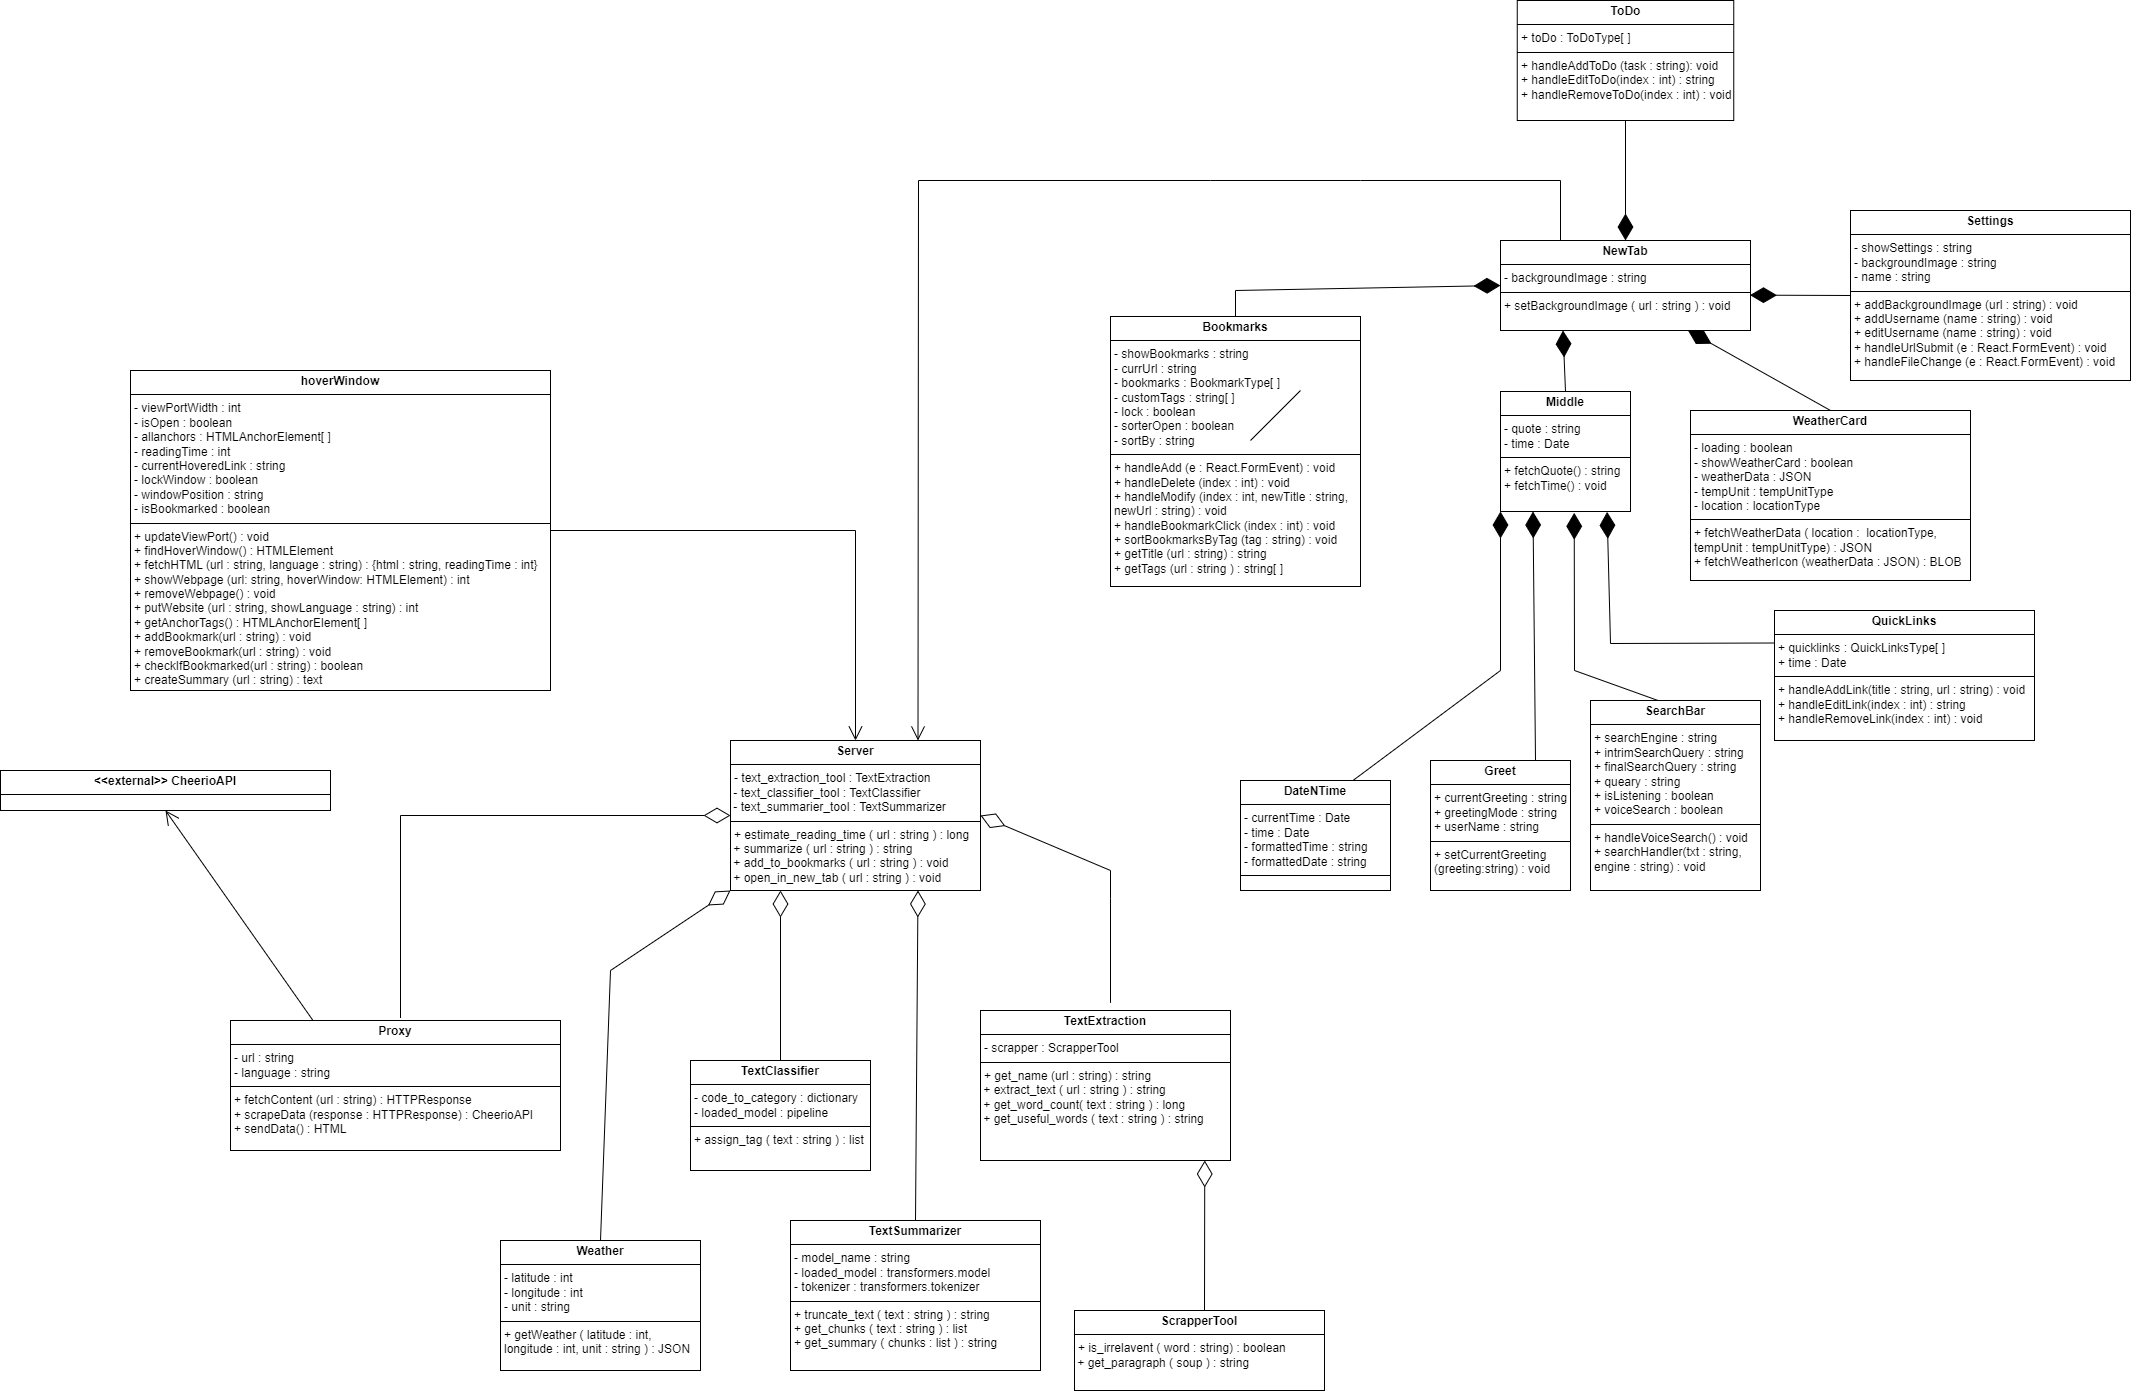 ToDo
+ toDo : ToDoType[ ]
+ handleAddToDo (task : string): void
+ handleEditToDo(index : int) : string
+ handleRemoveToDo(index : int) : void
NewTab
- backgroundImage : string
+ setBackgroundImage ( url : string ) : void
Settings
- showSettings : string
- backgroundImage : string
- name : string
+ addBackgroundImage (url : string) : void
+ addUsername (name : string) : void
+ editUsername (name : string) : void
+ handleUrlSubmit (e : React.FormEvent) : void
+ handleFileChange (e : React.FormEvent) : void
Bookmarks
- showBookmarks : string
- currUrl : string
- bookmarks : BookmarkType[ ]
- customTags : string[ ]
- lock : boolean
- sorterOpen : boolean
- sortBy : string
+ handleAdd (e : React.FormEvent) : void
+ handleDelete (index : int) : void
+ handleModify (index : int, newTitle : string,
newUrl : string) : void
+ handleBookmarkClick (index : int) : void
+ sortBookmarksByTag (tag : string) : void
+ getTitle (url : string) : string
+ getTags (url : string ) : string[ ]
hoverWindow
- viewPortWidth : int
- isOpen : boolean
- allanchors : HTMLAnchorElement[ ]
- readingTime : int
- currentHoveredLink : string
- lockWindow : boolean
- windowPosition : string
- isBookmarked : boolean
+ updateViewPort() : void
+ findHoverWindow() : HTMLElement
+ fetchHTML (url : string, language : string) : {html : string, readingTime : int}
+ showWebpage (url: string, hoverWindow: HTMLElement) : int
+ removeWebpage() : void
+ putWebsite (url : string, showLanguage : string) : int
+ getAnchorTags() : HTMLAnchorElement[ ]
+ addBookmark(url : string) : void
+ removeBookmark(url : string) : void
+ checkIfBookmarked(url : string) : boolean
+ createSummary (url : string) : text
Middle
- quote : string
- time : Date
+ fetchQuote() : string
+ fetchTime() : void
WeatherCard
- loading : boolean
- showWeatherCard : boolean
- weatherData : JSON
- tempUnit : tempUnitType
- location : locationType
+ fetchWeatherData ( location :  locationType,
tempUnit : tempUnitType) : JSON
+ fetchWeatherIcon (weatherData : JSON) : BLOB
QuickLinks
+ quicklinks : QuickLinksType[ ]
+ time : Date
+ handleAddLink(title : string, url : string) : void
+ handleEditLink(index : int) : string
+ handleRemoveLink(index : int) : void
SearchBar
+ searchEngine : string
+ intrimSearchQuery : string
+ finalSearchQuery : string
+ queary : string
+ isListening : boolean
+ voiceSearch : boolean
+ handleVoiceSearch() : void
+ searchHandler(txt : string,
engine : string) : void
Greet
+ currentGreeting : string
+ greetingMode : string
+ userName : string
+ setCurrentGreeting
(greeting:string) : void
DateNTime
- currentTime : Date
- time : Date
- formattedTime : string
- formattedDate : string
Server
- text_extraction_tool : TextExtraction
- text_classifier_tool : TextClassifier
- text_summarier_tool : TextSummarizer
+ estimate_reading_time ( url : string ) : long
+ summarize ( url : string ) : string
+ add_to_bookmarks ( url : string ) : void
+ open_in_new_tab ( url : string ) : void
<<external>> CheerioAPI
Proxy
- url : string
- language : string
+ fetchContent (url : string) : HTTPResponse
+ scrapeData (response : HTTPResponse) : CheerioAPI
+ sendData() : HTML
TextClassifier
- code_to_category : dictionary
- loaded_model : pipeline
+ assign_tag ( text : string ) : list
TextExtraction
- scrapper : ScrapperTool
+ get_name (url : string) : string
+ extract_text ( url : string ) : string
+ get_word_count( text : string ) : long
+ get_useful_words ( text : string ) : string
Weather
- latitude : int
- longitude : int
- unit : string
+ getWeather ( latitude : int,
longitude : int, unit : string ) : JSON
TextSummarizer
- model_name : string
- loaded_model : transformers.model
- tokenizer : transformers.tokenizer
+ truncate_text ( text : string ) : string
+ get_chunks ( text : string ) : list
+ get_summary ( chunks : list ) : string
ScrapperTool
+ is_irrelavent ( word : string) : boolean
+ get_paragraph ( soup ) : string